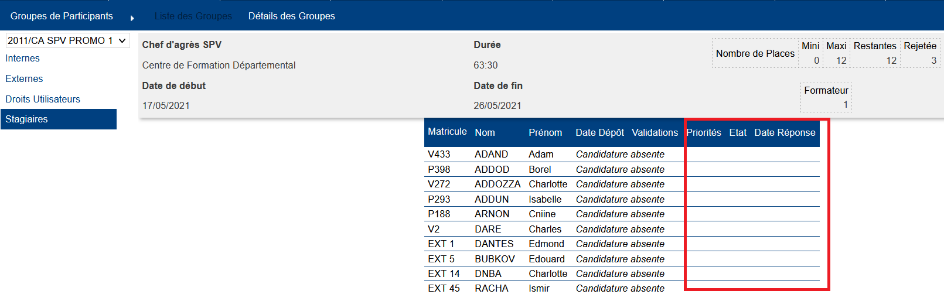 Groupes de Participants Liste des Groupes Détails des Groupes
2011/CA SPV PROMO 1
Internes
Externes
Droits Utilisateurs
Stagiaires
Chef d'agrès SPV Durée
Centre de Formation Départemental 63:30
Date de début Date de fin
17/05/2021 26/05/2021
Nombre de Places Mini Maxi Restantes Rejetée
0 12 12 3
Formateur
1
Matricule Nom Prénom Date Dépôt Validations Priorités Etat Date Réponse
V433 ADAND Adam Candidature absente
P398 ADDOD Borel Candidature absente
V272 ADDOZZA Charlotte Candidature absente
P293 ADDUN Isabelle Candidature absente
P188 ARNON Cniine Candidature absente
V2 DARE Charles Candidature absente
EXT 1 DANTES Edmond Candidature absente
EXT 5 BUBKOV Edouard Candidature absente
EXT 14 DNBA Charlotte Candidature absente
EXT 45 RACHA Ismir Candidature absente